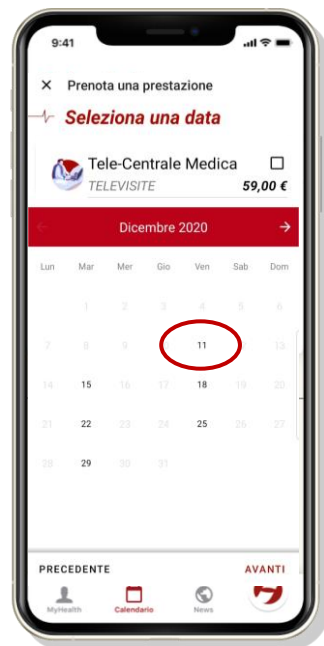 9:41
× Prenota una prestazione
Seleziona una data
Tele-Centrale Medica
TELEVISITE 59,00 €
← Dicembre 2020 →
Lun Mar Mer Gio Ven Sab Dom
1 2 3 4 5 6
7 8 9 11 13
14 15 16 17 18 19 20
21 22 23 24 25 26 27
28 29 30 31
PRECEDENTE AVANTI
MyHealth Calendario News